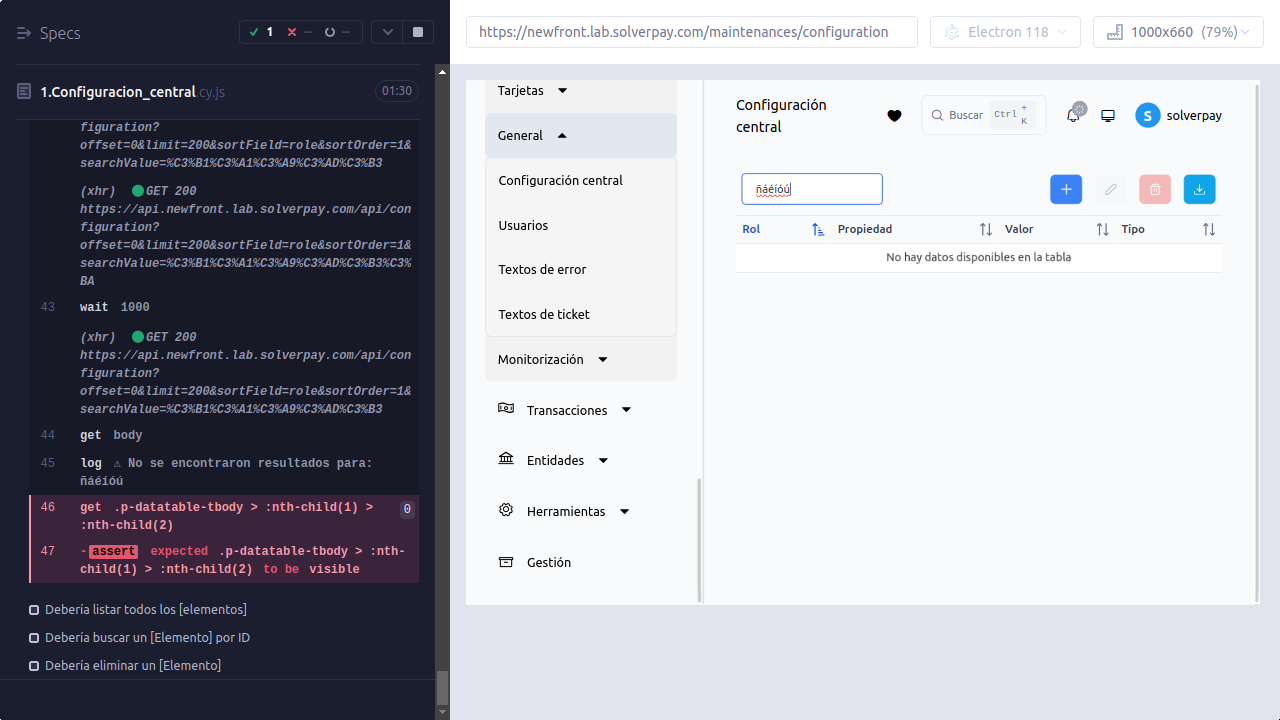 Specs
1
--
--
1.Configuracion_central.cy.js
01:30
figuration?
offset=0&limit=200&sortField=role&sortOrder=1&
searchValue=%C3%B1%C3%A1%C3%A9%C3%AD%C3%B3
(xhr) GET 200
https://api.newfront.lab.solverpay.com/api/con
figuration?
offset=0&limit=200&sortField=role&sortOrder=1&
searchValue=%C3%B1%C3%A1%C3%A9%C3%AD%C3%B3%C3%
BA
43 wait 1000
(xhr) GET 200
https://api.newfront.lab.solverpay.com/api/con
figuration?
offset=0&limit=200&sortField=role&sortOrder=1&
searchValue=%C3%B1%C3%A1%C3%A9%C3%AD%C3%B3
44 get body
45 log ⚠ No se encontraron resultados para:
ñáéíóú
46 get .p-datatable-tbody > :nth-child(1) > 0
:nth-child(2)
47 -assert expected .p-datatable-tbody > :nth-
child(1) > :nth-child(2) to be visible
Debería listar todos los [elementos]
Debería buscar un [Elemento] por ID
Debería eliminar un [Elemento]
https://newfront.lab.solverpay.com/maintenances/configuration
Electron 118
1000x660 (79%)
Tarjetas
General
Configuración central
Usuarios
Textos de error
Textos de ticket
Monitorización
Transacciones
Entidades
Herramientas
Gestión
Configuración
central
Buscar
Ctrl +
K
S solverpay
ñáéíóú
Rol Propiedad Valor Tipo
No hay datos disponibles en la tabla